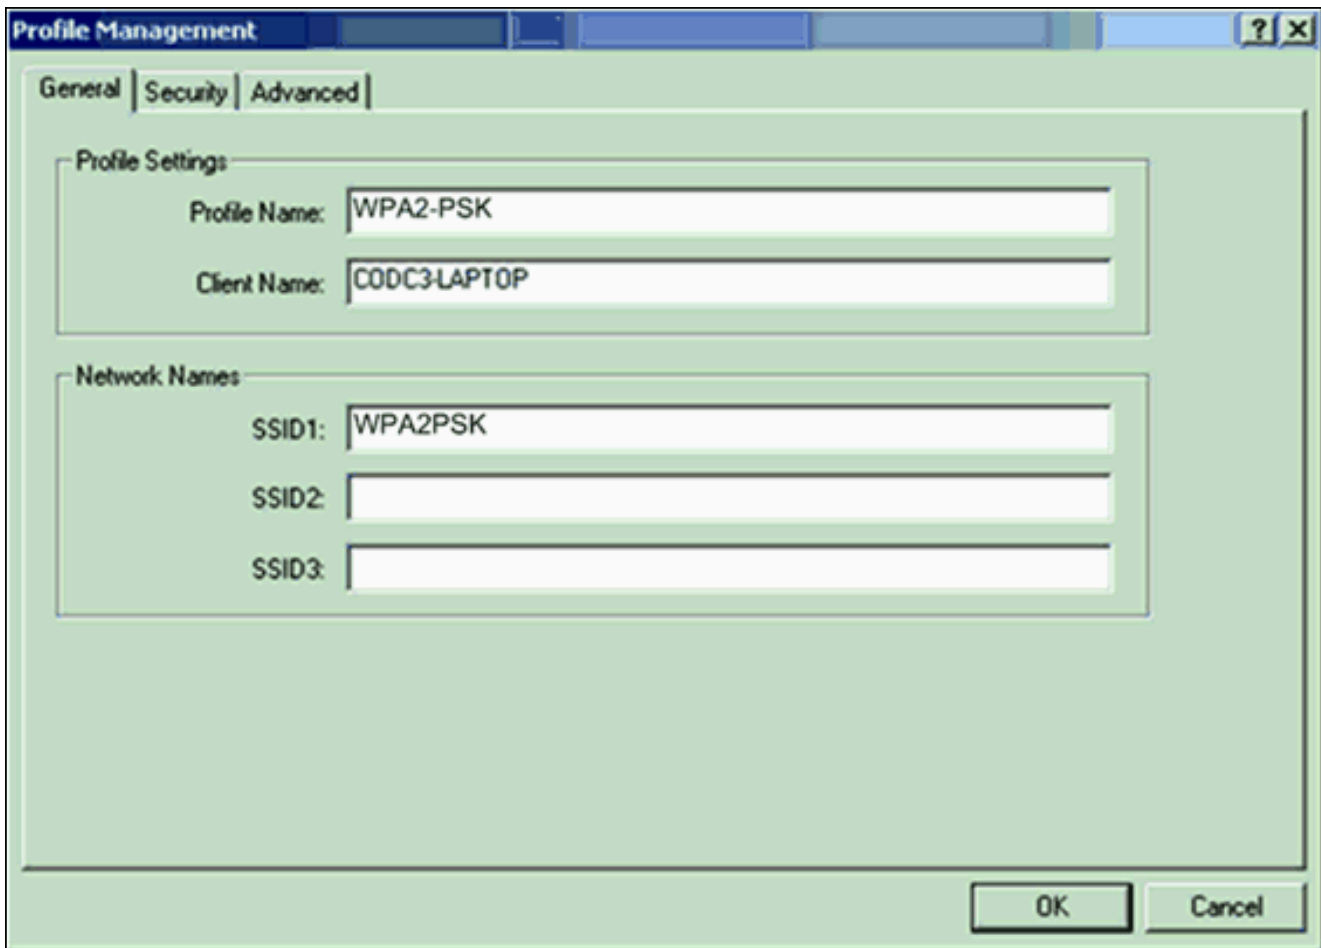 Profile Management
General Security Advanced
Profile Settings
Profile Name: WPA2-PSK
Client Name: CODC3-LAPTOP
Network Names
SSID1: WPA2PSK
SSID2:
SSID3:
OK Cancel